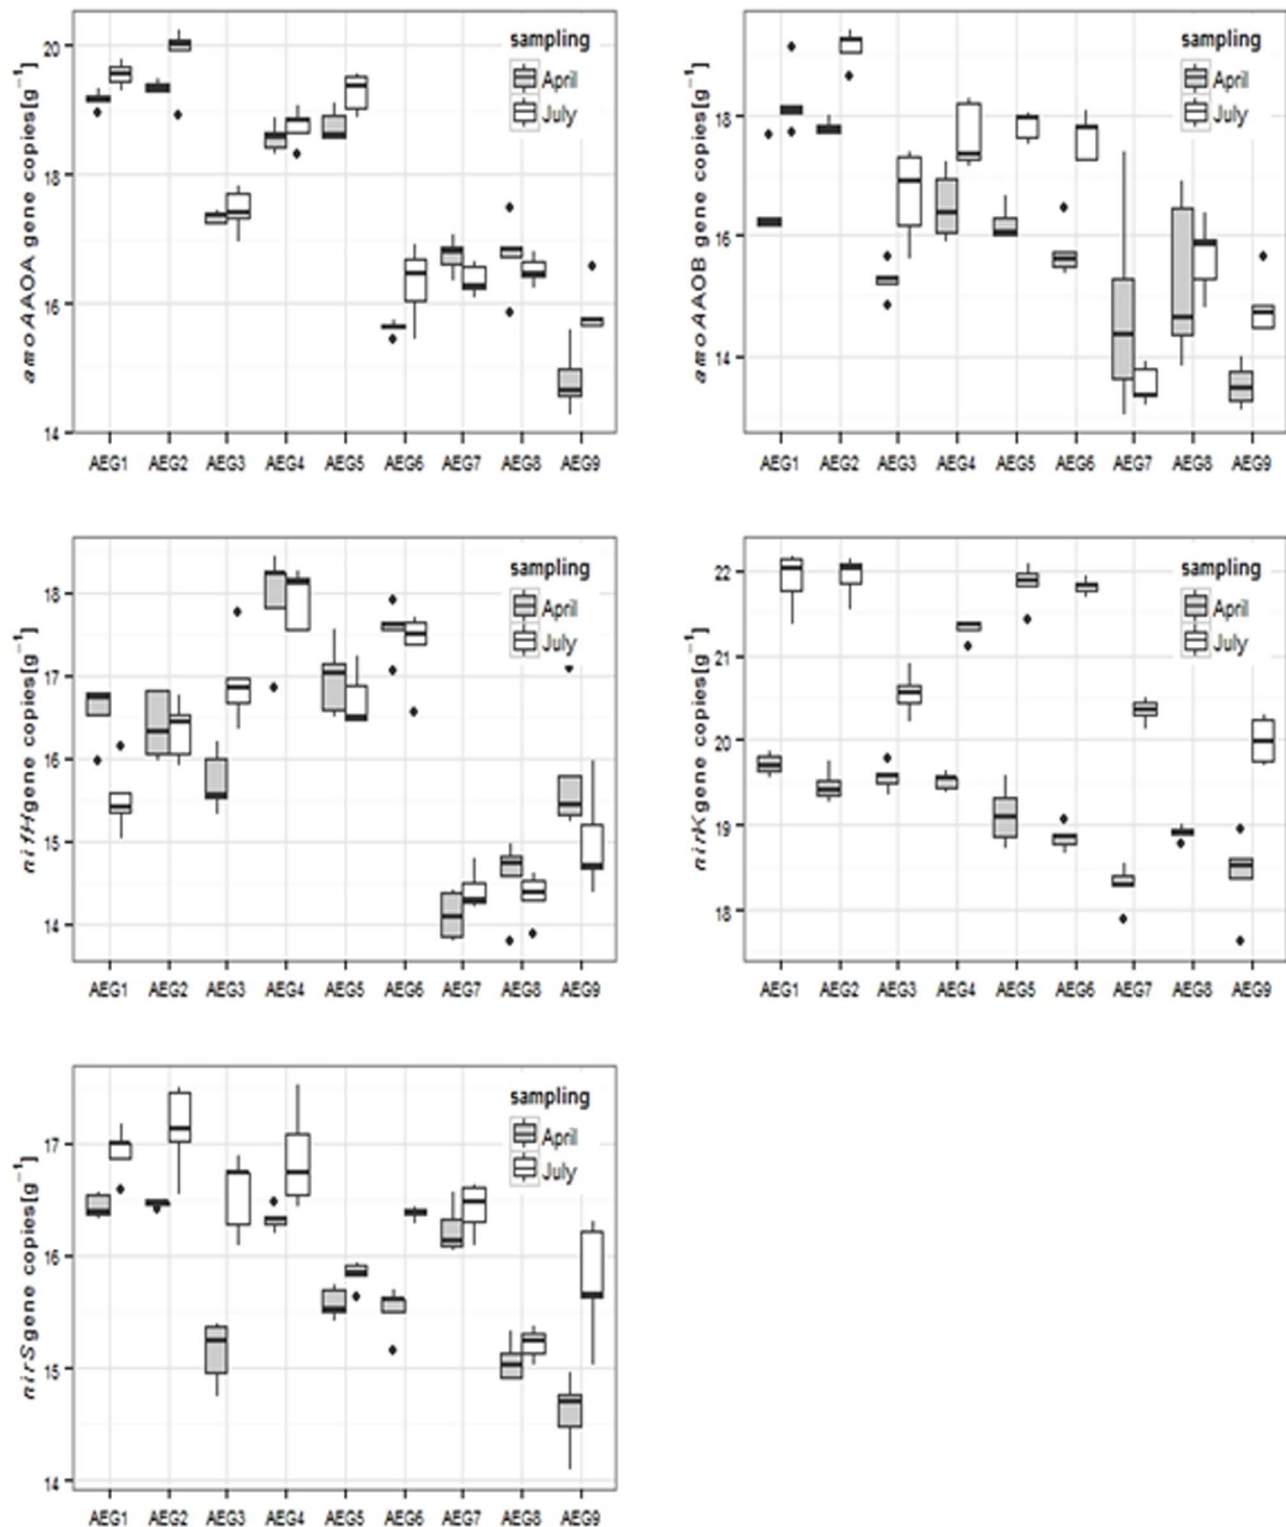 amoA AOA gene copies[g⁻¹]
20
18
16
14
sampling
April
July
AEG1 AEG2 AEG3 AEG4 AEG5 AEG6 AEG7 AEG8 AEG9
amoA AOB gene copies[g⁻¹]
18
16
14
sampling
April
July
AEG1 AEG2 AEG3 AEG4 AEG5 AEG6 AEG7 AEG8 AEG9
nifH gene copies[g⁻¹]
18
17
16
15
14
sampling
April
July
AEG1 AEG2 AEG3 AEG4 AEG5 AEG6 AEG7 AEG8 AEG9
nirK gene copies[g⁻¹]
22
21
20
19
18
sampling
April
July
AEG1 AEG2 AEG3 AEG4 AEG5 AEG6 AEG7 AEG8 AEG9
nirS gene copies[g⁻¹]
17
16
15
14
sampling
April
July
AEG1 AEG2 AEG3 AEG4 AEG5 AEG6 AEG7 AEG8 AEG9